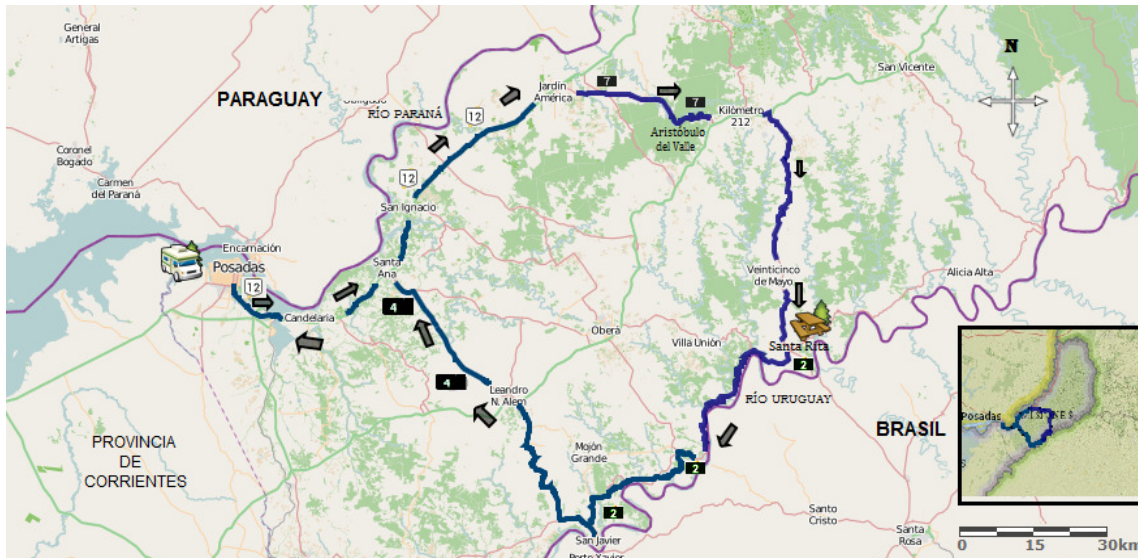 General
Artigas
PARAGUAY
RÍO PARANÁ
12
Jardín
América
7
7
San Vicente
N
Kilómetro
212
Aristóbulo
del Valle
Coronel
Bogado
Carmen
del Paraná
12
San Ignacio
Encarnación
Posadas
12
Santa
Ana
Candelaria
4
Veinticinco
de Mayo
Alicia Alta
Oberá
Villa Unión
Santa Rita
2
4
Leandro
N. Alem
RÍO URUGUAY
BRASIL
PROVINCIA
DE
CORRIENTES
Mojón
Grande
2
2
San Javier
Porto Xavier
Santo
Cristo
Santa
Rosa
Posadas
0 15 30km